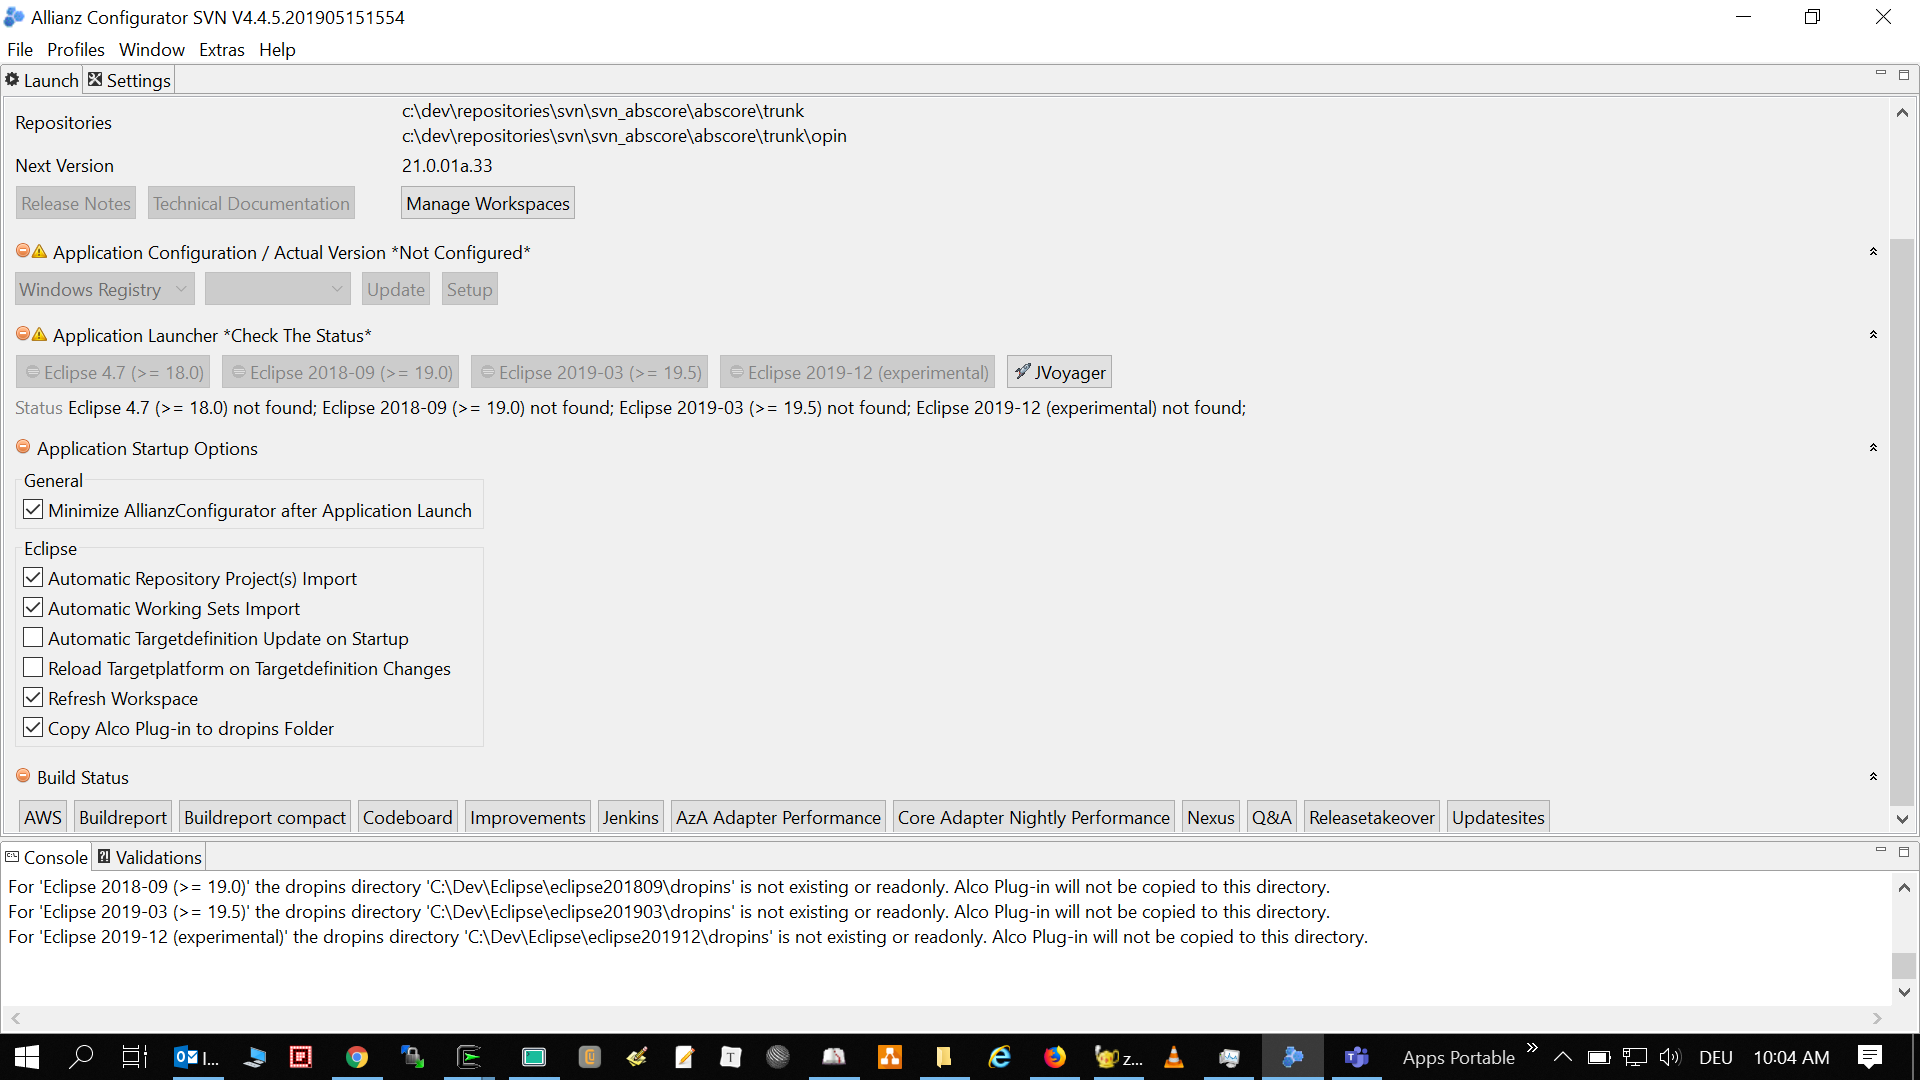 Allianz Configurator SVN V4.4.5.201905151554
File Profiles Window Extras Help
Launch Settings
Repositories
c:\dev\repositories\svn\svn_abscore\abscore\trunk
c:\dev\repositories\svn\svn_abscore\abscore\trunk\opin
Next Version 21.0.01a.33
Release Notes Technical Documentation Manage Workspaces
Application Configuration / Actual Version *Not Configured*
Windows Registry Update Setup
Application Launcher *Check The Status*
Eclipse 4.7 (>= 18.0) Eclipse 2018-09 (>= 19.0) Eclipse 2019-03 (>= 19.5) Eclipse 2019-12 (experimental) JVoyager
Status Eclipse 4.7 (>= 18.0) not found; Eclipse 2018-09 (>= 19.0) not found; Eclipse 2019-03 (>= 19.5) not found; Eclipse 2019-12 (experimental) not found;
Application Startup Options
General
Minimize AllianzConfigurator after Application Launch
Eclipse
Automatic Repository Project(s) Import
Automatic Working Sets Import
Automatic Targetdefinition Update on Startup
Reload Targetplatform on Targetdefinition Changes
Refresh Workspace
Copy Alco Plug-in to dropins Folder
Build Status
AWS Buildreport Buildreport compact Codeboard Improvements Jenkins AzA Adapter Performance Core Adapter Nightly Performance Nexus Q&A Releasetakeover Updatesites
Console Validations
For 'Eclipse 2018-09 (>= 19.0)' the dropins directory 'C:\Dev\Eclipse\eclipse201809\dropins' is not existing or readonly. Alco Plug-in will not be copied to this directory.
For 'Eclipse 2019-03 (>= 19.5)' the dropins directory 'C:\Dev\Eclipse\eclipse201903\dropins' is not existing or readonly. Alco Plug-in will not be copied to this directory.
For 'Eclipse 2019-12 (experimental)' the dropins directory 'C:\Dev\Eclipse\eclipse201912\dropins' is not existing or readonly. Alco Plug-in will not be copied to this directory.
I... z... Apps Portable DEU 10:04 AM